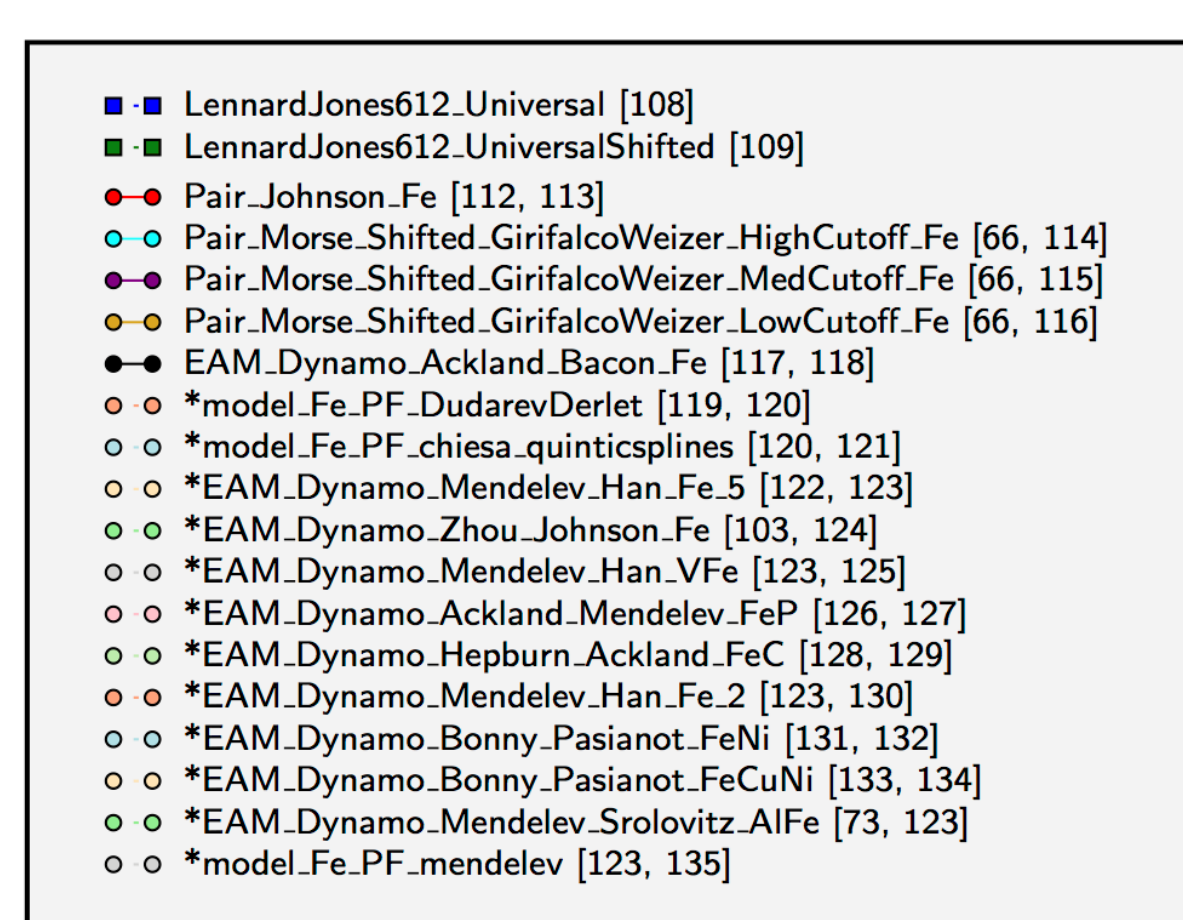 LennardJones612_Universal [108]
LennardJones612_UniversalShifted [109]
Pair_Johnson_Fe [112, 113]
Pair_Morse_Shifted_GirifalcoWeizer_HighCutoff_Fe [66, 114]
Pair_Morse_Shifted_GirifalcoWeizer_MedCutoff_Fe [66, 115]
Pair_Morse_Shifted_GirifalcoWeizer_LowCutoff_Fe [66, 116]
EAM_Dynamo_Ackland_Bacon_Fe [117, 118]
*model_Fe_PF_DudarevDerlet [119, 120]
*model_Fe_PF_chiesa_quinticsplines [120, 121]
*EAM_Dynamo_Mendelev_Han_Fe_5 [122, 123]
*EAM_Dynamo_Zhou_Johnson_Fe [103, 124]
*EAM_Dynamo_Mendelev_Han_VFe [123, 125]
*EAM_Dynamo_Ackland_Mendelev_FeP [126, 127]
*EAM_Dynamo_Hepburn_Ackland_FeC [128, 129]
*EAM_Dynamo_Mendelev_Han_Fe_2 [123, 130]
*EAM_Dynamo_Bonny_Pasianot_FeNi [131, 132]
*EAM_Dynamo_Bonny_Pasianot_FeCuNi [133, 134]
*EAM_Dynamo_Mendelev_Srolovitz_AlFe [73, 123]
*model_Fe_PF_mendelev [123, 135]